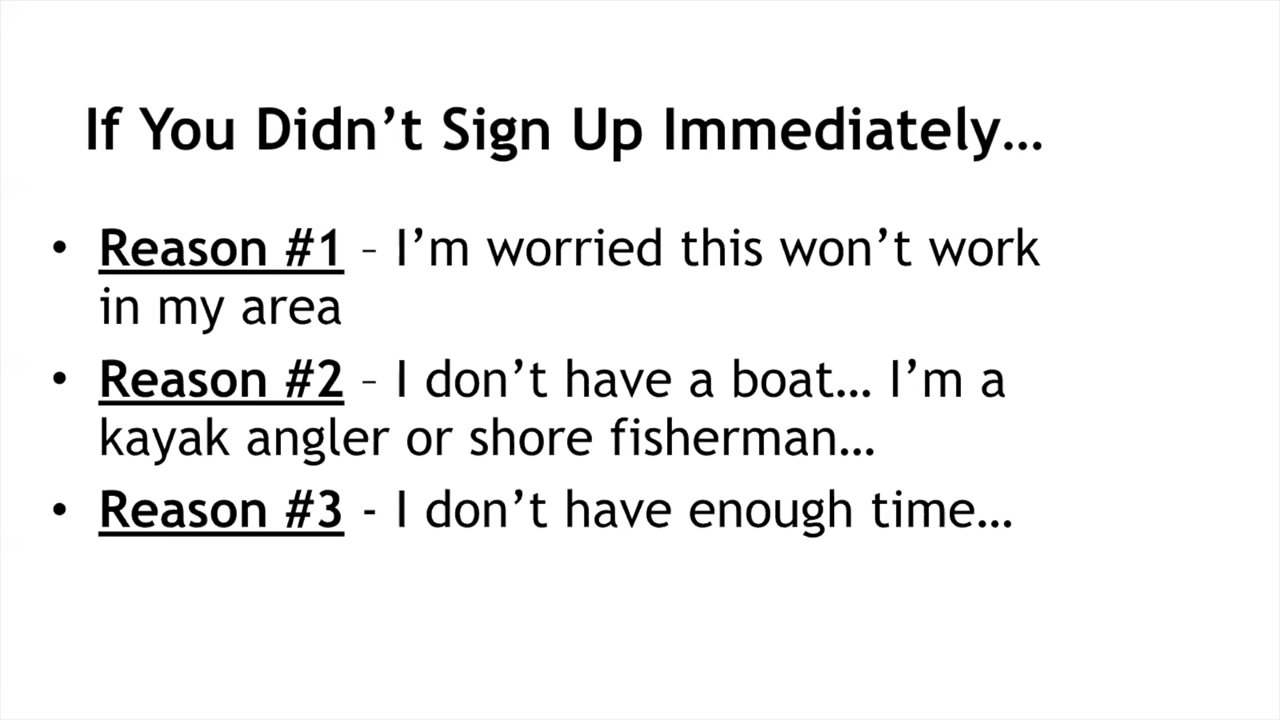 If You Didn’t Sign Up Immediately…
• Reason #1 – I’m worried this won’t work
in my area
• Reason #2 – I don’t have a boat… I’m a
kayak angler or shore fisherman…
• Reason #3 - I don’t have enough time…